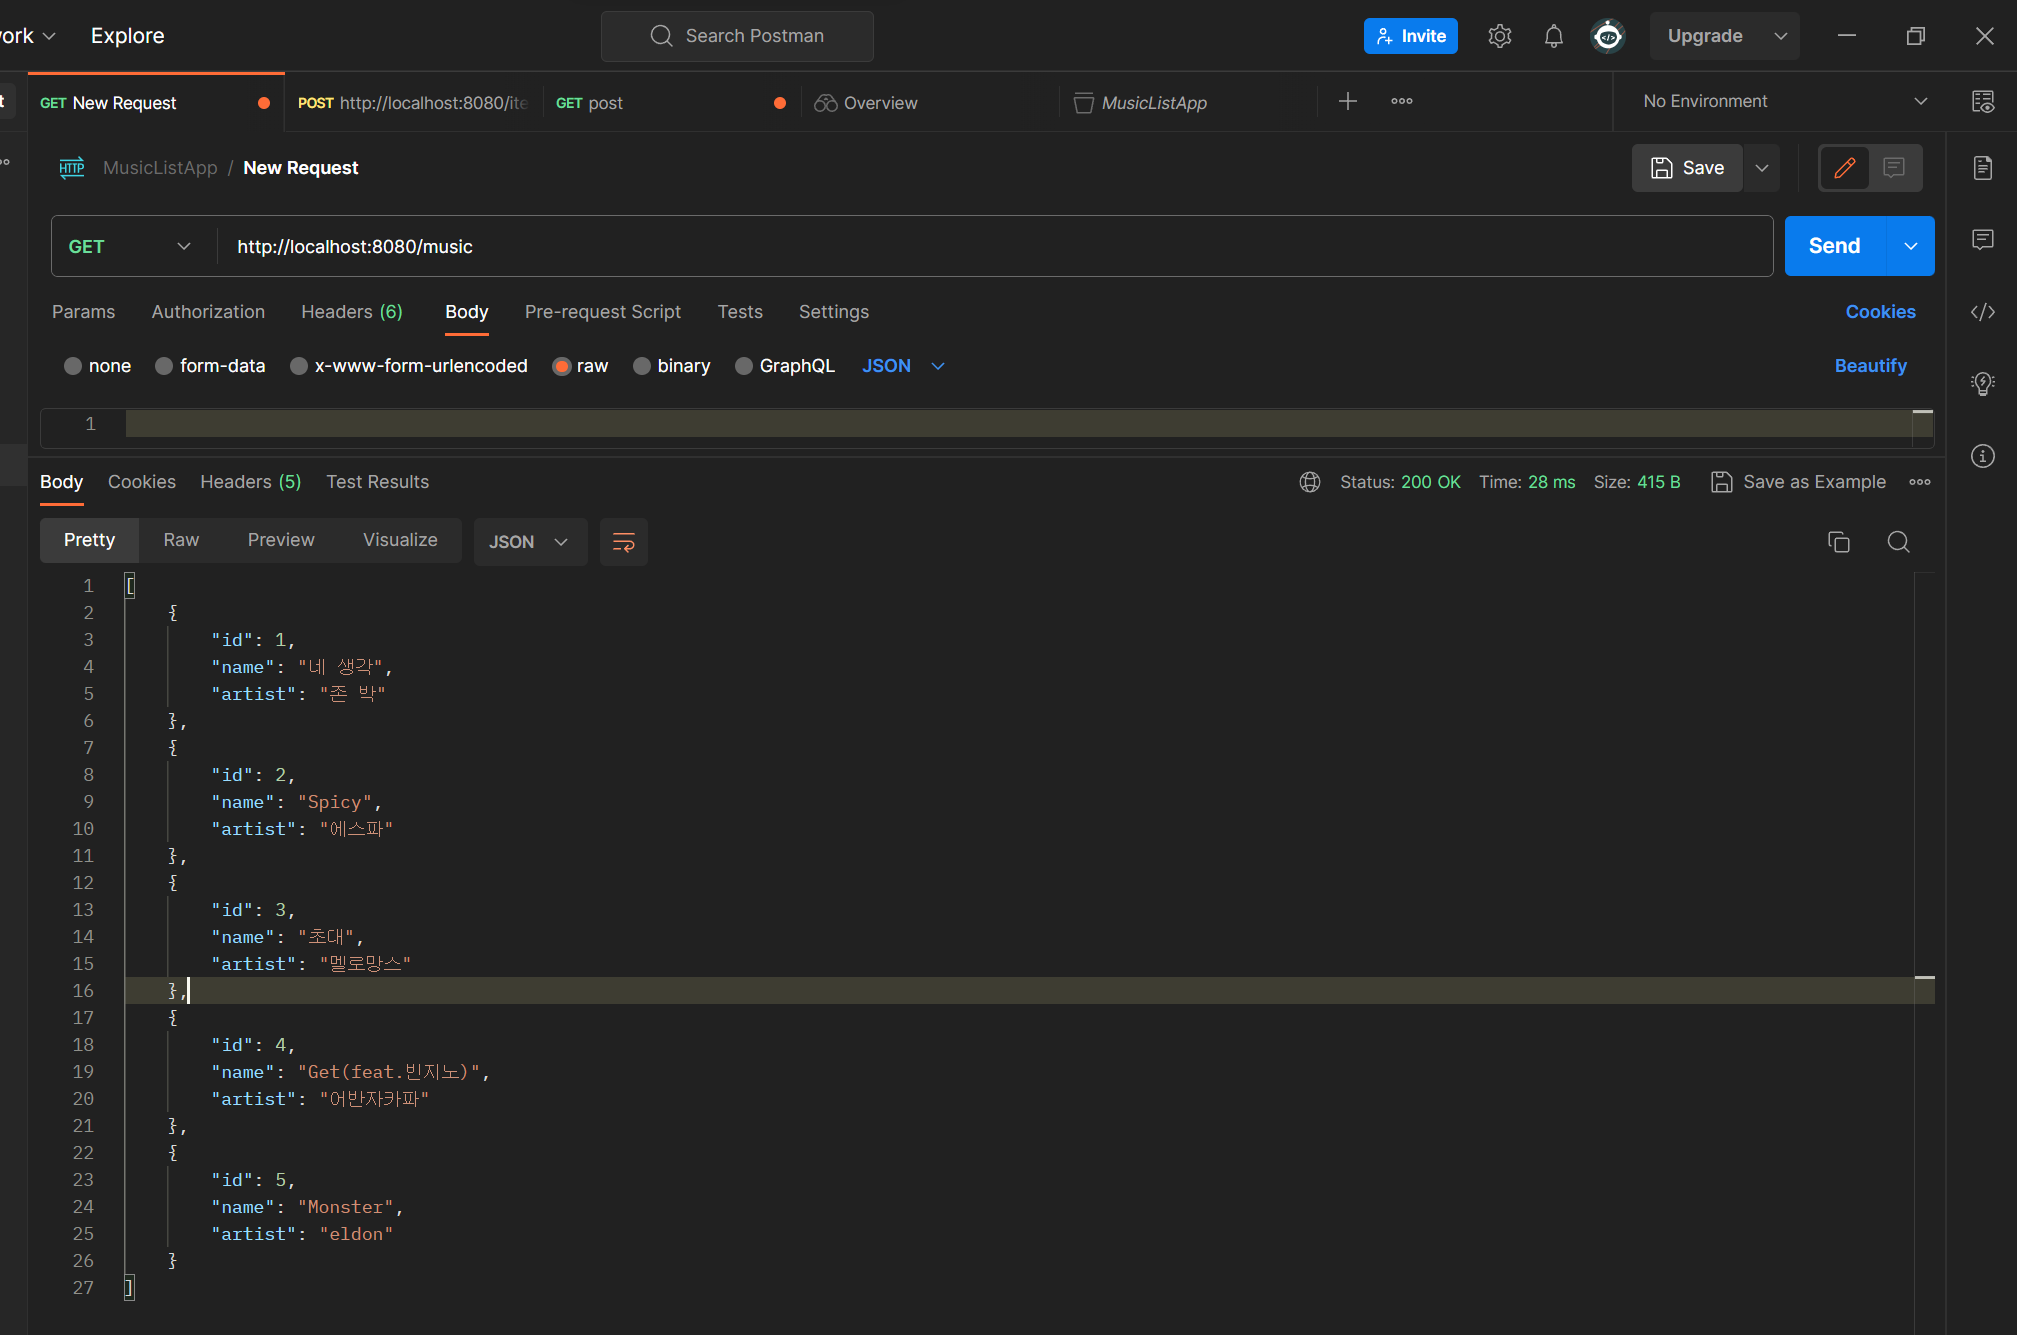 ork Explore Search Postman Invite Upgrade
t GET New Request POST http://localhost:8080/ite GET post Overview MusicListApp No Environment
HTTP MusicListApp / New Request Save
GET http://localhost:8080/music Send
Params Authorization Headers (6) Body Pre-request Script Tests Settings Cookies
none form-data x-www-form-urlencoded raw binary GraphQL JSON Beautify
1
Body Cookies Headers (5) Test Results Status: 200 OK Time: 28 ms Size: 415 B Save as Example
Pretty Raw Preview Visualize JSON
1 [
2 {
3 "id": 1,
4 "name": "네 생각",
5 "artist": "존 박"
6 },
7 {
8 "id": 2,
9 "name": "Spicy",
10 "artist": "에스파"
11 },
12 {
13 "id": 3,
14 "name": "초대",
15 "artist": "멜로망스"
16 },
17 {
18 "id": 4,
19 "name": "Get(feat.빈지노)",
20 "artist": "어반자카파"
21 },
22 {
23 "id": 5,
24 "name": "Monster",
25 "artist": "eldon"
26 }
27 ]